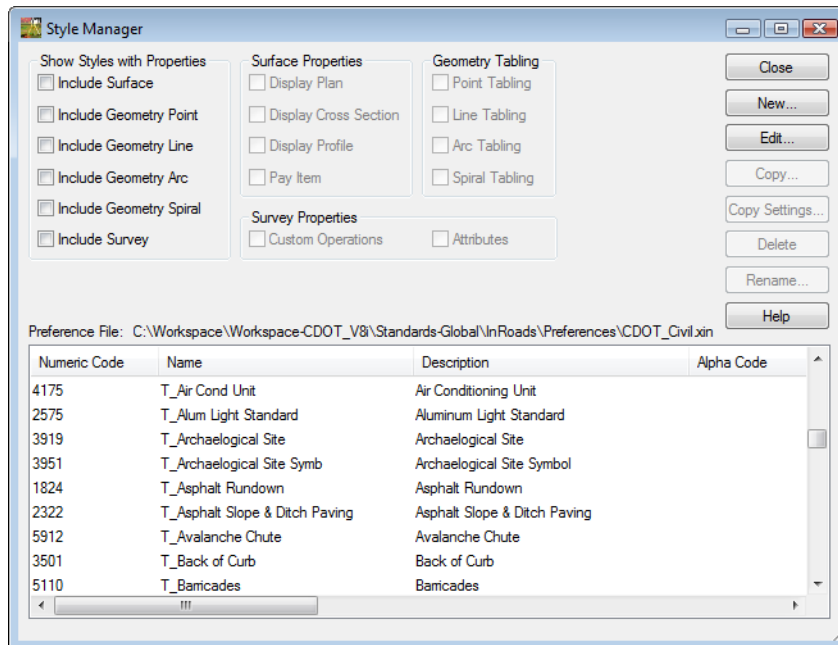 Style Manager
Show Styles with Properties
Include Surface
Include Geometry Point
Include Geometry Line
Include Geometry Arc
Include Geometry Spiral
Include Survey
Surface Properties
Display Plan
Display Cross Section
Display Profile
Pay Item
Geometry Tabling
Point Tabling
Line Tabling
Arc Tabling
Spiral Tabling
Survey Properties
Custom Operations Attributes
Close
New...
Edit...
Copy...
Copy Settings...
Delete
Rename...
Help
Preference File: C:\Workspace\Workspace-CDOT_V8i\Standards-Global\InRoads\Preferences\CDOT_Civil.xin
Numeric Code Name Description Alpha Code
4175 T_Air Cond Unit Air Conditioning Unit
2575 T_Alum Light Standard Aluminum Light Standard
3919 T_Archaelogical Site Archaelogical Site
3951 T_Archaelogical Site Symb Archaelogical Site Symbol
1824 T_Asphalt Rundown Asphalt Rundown
2322 T_Asphalt Slope & Ditch Paving Asphalt Slope & Ditch Paving
5912 T_Avalanche Chute Avalanche Chute
3501 T_Back of Curb Back of Curb
5110 T_Barricades Barricades